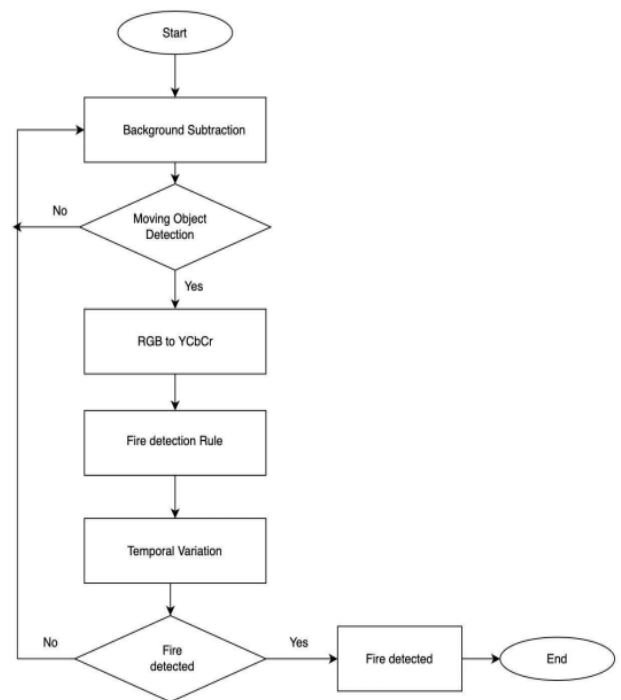 Start
Background Subtraction
No
Moving Object
Detection
Yes
RGB to YCbCr
Fire detection Rule
Temporal Variation
No
Fire
detected
Yes
Fire detected
End